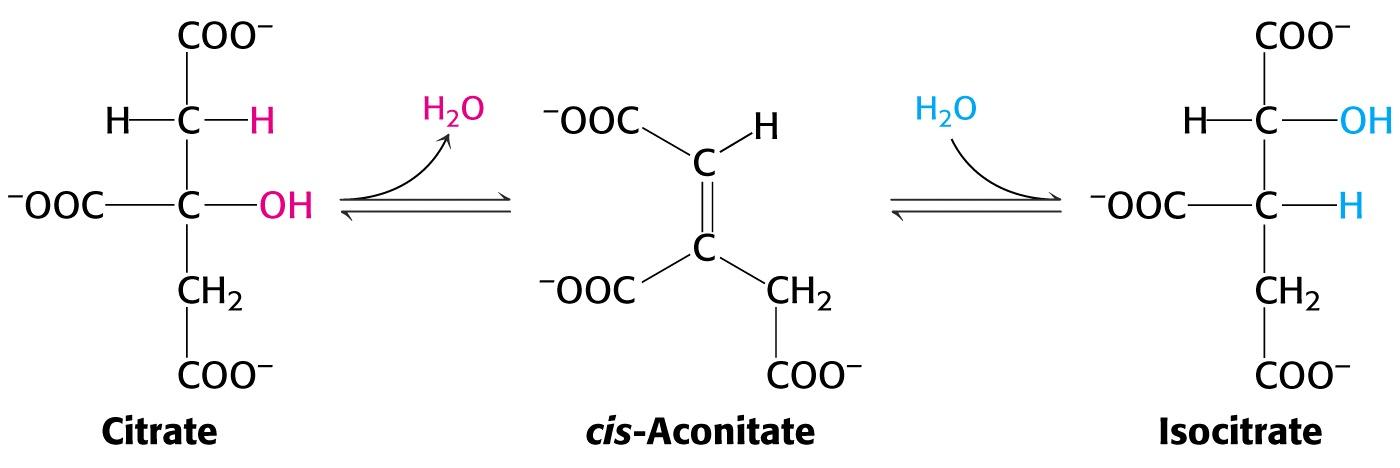 COO⁻
H—C—H
⁻OOC—C—OH
CH₂
COO⁻
Citrate
H₂O
⁻OOC
H
C
C
⁻OOC
CH₂
COO⁻
cis-Aconitate
H₂O
COO⁻
H—C—OH
⁻OOC—C—H
CH₂
COO⁻
Isocitrate